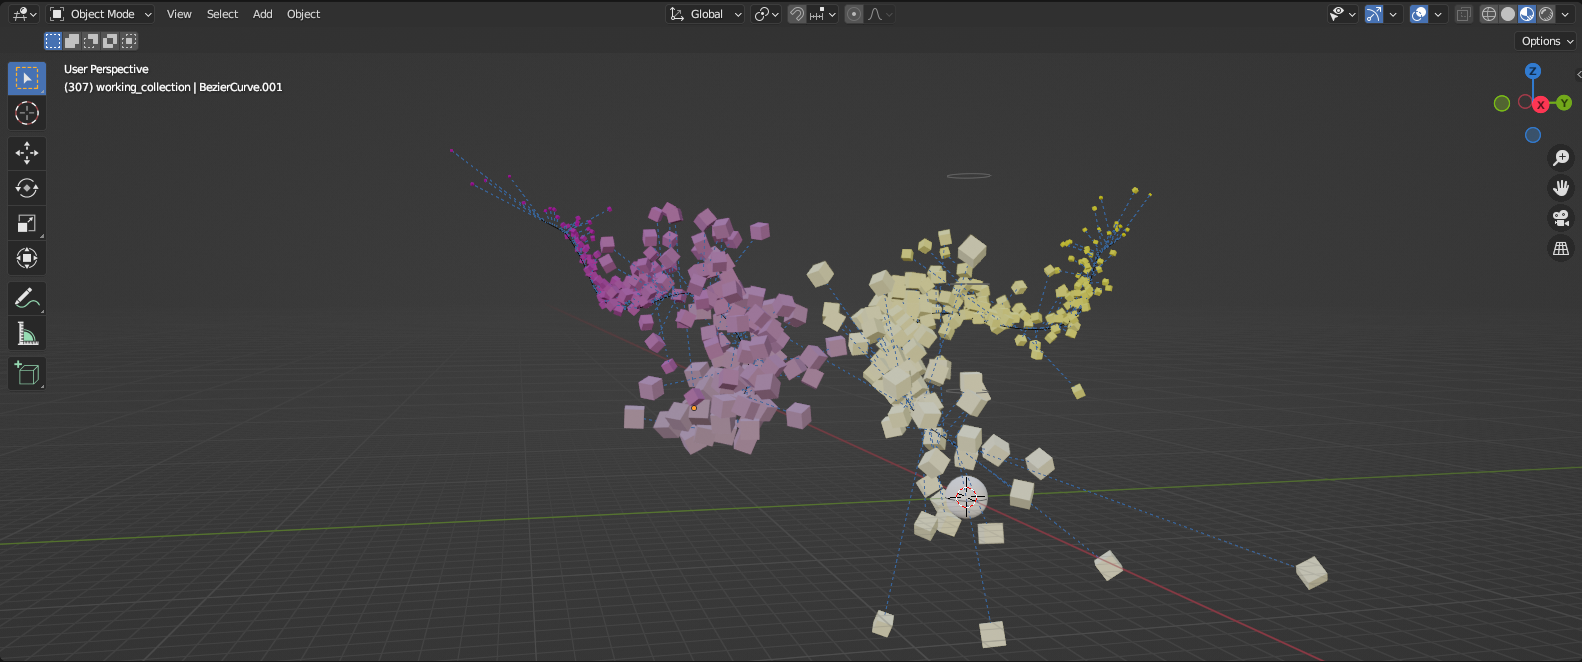 Object Mode View Select Add Object Global
Options
User Perspective
(307) working_collection | BezierCurve.001
Z
X Y